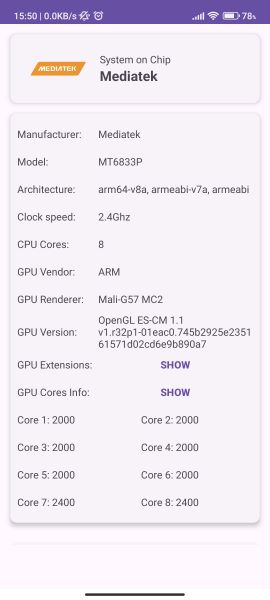 15:50 | 0.0KB/s 78%
MEDIATEK
System on Chip
Mediatek
Manufacturer: Mediatek
Model: MT6833P
Architecture: arm64-v8a, armeabi-v7a, armeabi
Clock speed: 2.4Ghz
CPU Cores: 8
GPU Vendor: ARM
GPU Renderer: Mali-G57 MC2
GPU Version: OpenGL ES-CM 1.1
v1.r32p1-01eac0.745b2925e2351
61571d02cd6e9b890a7
GPU Extensions: SHOW
GPU Cores Info: SHOW
Core 1: 2000 Core 2: 2000
Core 3: 2000 Core 4: 2000
Core 5: 2000 Core 6: 2000
Core 7: 2400 Core 8: 2400